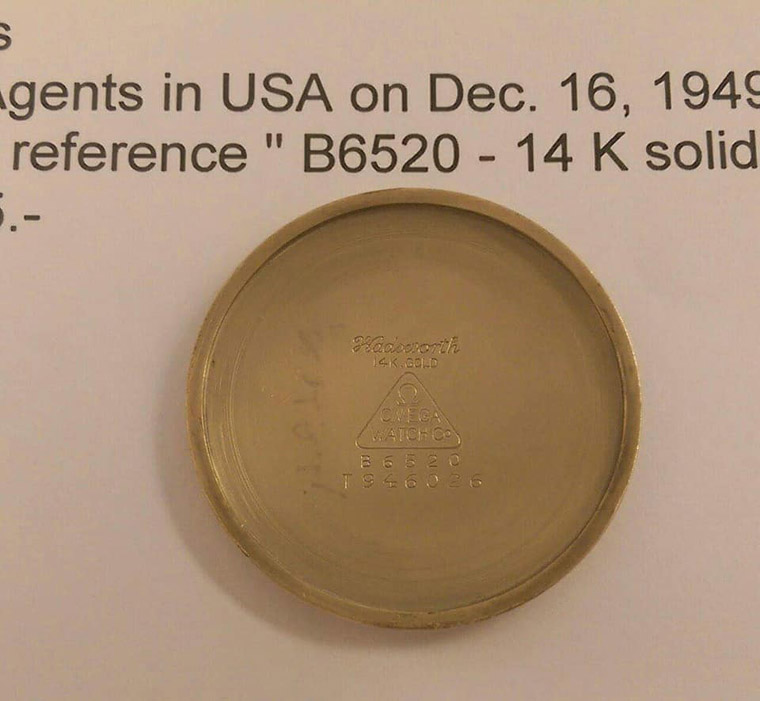 s
Agents in USA on Dec. 16, 1949
reference " B6520 - 14 K solid
5.-
Wadsworth
14K.GOLD
Ω
OMEGA
WATCH Co
B6520
T946026